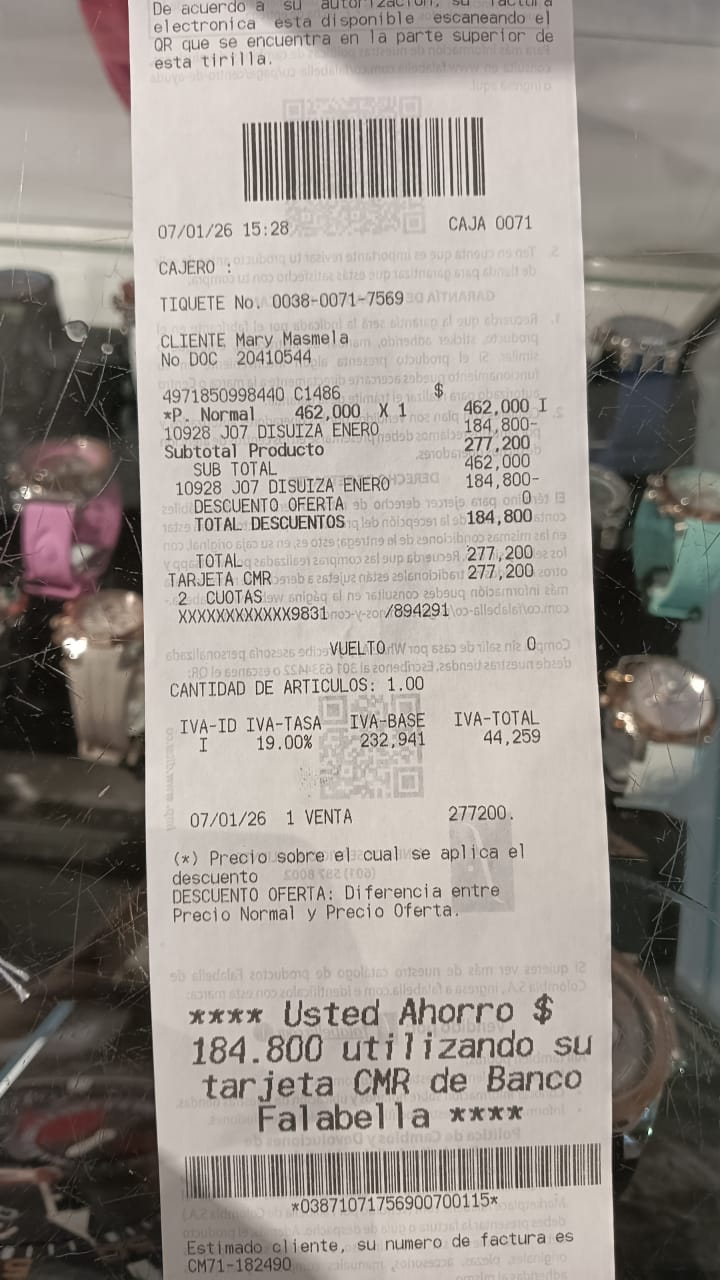 De acuerdo a su autorización, su factura
electronica esta disponible escaneando el
QR que se encuentra en la parte superior de
esta tirilla.
07/01/26 15:28 CAJA 0071
CAJERO :
TIQUETE No. 0038-0071-7569
CLIENTE Mary Masmela
No DOC 20410544
4971850998440 C1486 $
*P. Normal 462,000 X 1 462,000 I
10928 J07 DISUIZA ENERO 184,800-
Subtotal Producto 277,200
SUB TOTAL 462,000
10928 J07 DISUIZA ENERO 184,800-
DESCUENTO OFERTA 0
TOTAL DESCUENTOS 184,800
TOTAL 277,200
TARJETA CMR 277,200
2 CUOTAS
XXXXXXXXXXXX9831 /894291
VUELTO 0
CANTIDAD DE ARTICULOS: 1.00
IVA-ID IVA-TASA IVA-BASE IVA-TOTAL
I 19.00% 232,941 44,259
07/01/26 1 VENTA 277200.
(*) Precio sobre el cual se aplica el
descuento
DESCUENTO OFERTA: Diferencia entre
Precio Normal y Precio Oferta.
**** Usted Ahorro $
184.800 utilizando su
tarjeta CMR de Banco
Falabella ****
*03871071756900700115*
Estimado cliente, su numero de factura es
CM71-182490